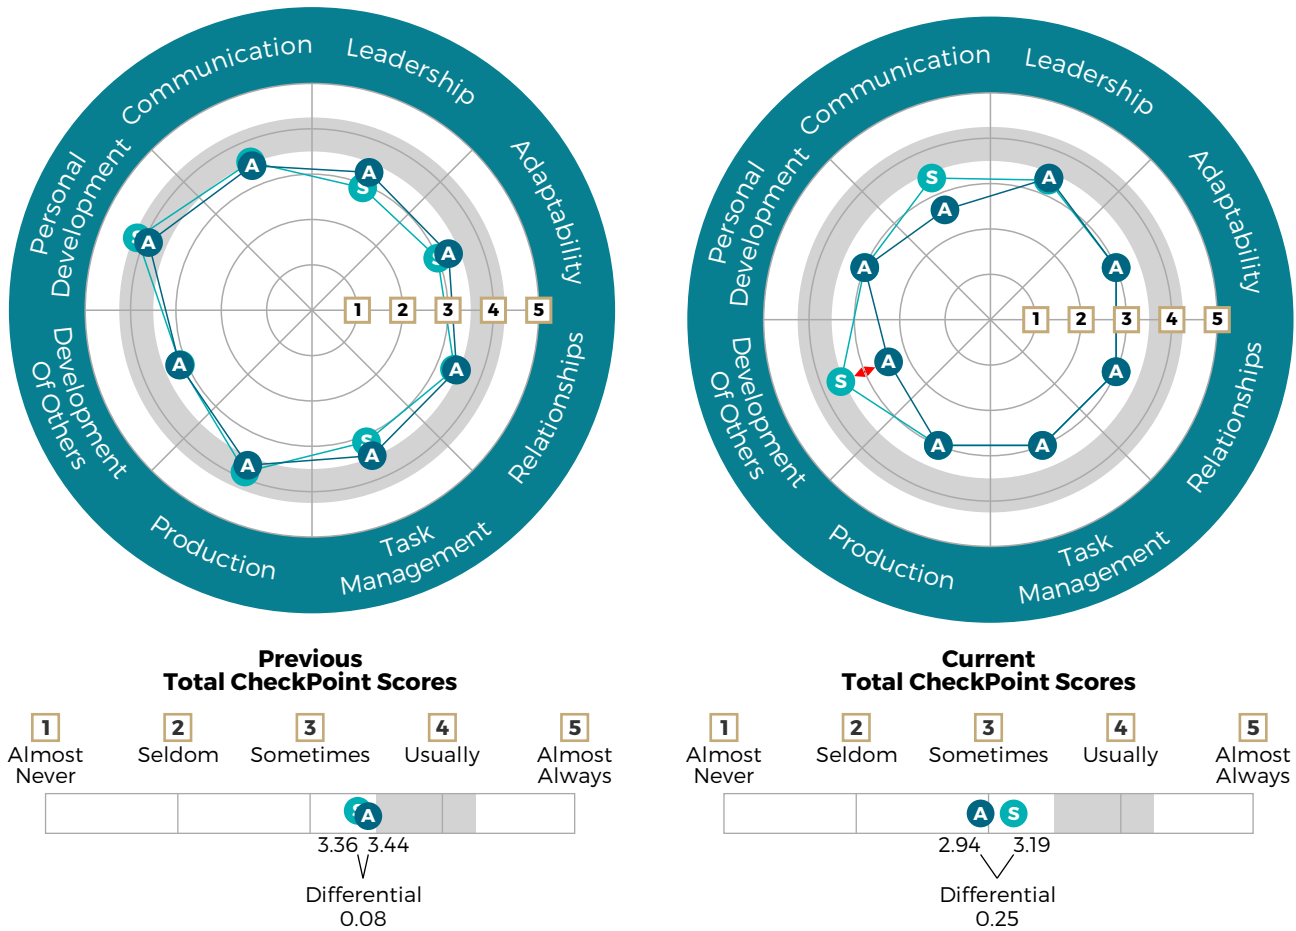 Communication
Leadership
Adaptability
Relationships
Task
Management
Production
Development
Of Others
Personal
Development
S
A
A
S
A
S
S
A
A
A
S
A
A
S
1
2
3
4
5
Communication
Leadership
Adaptability
Relationships
Task
Management
Production
Development
Of Others
Personal
Development
S
A
A
A
A
A
S
A
A
A
1
2
3
4
5
Previous
Total CheckPoint Scores
1
2
3
4
5
Almost
Never
Seldom
Sometimes
Usually
Almost
Always
S
A
3.36
3.44
Differential
0.08
Current
Total CheckPoint Scores
1
2
3
4
5
Almost
Never
Seldom
Sometimes
Usually
Almost
Always
A
S
2.94
3.19
Differential
0.25